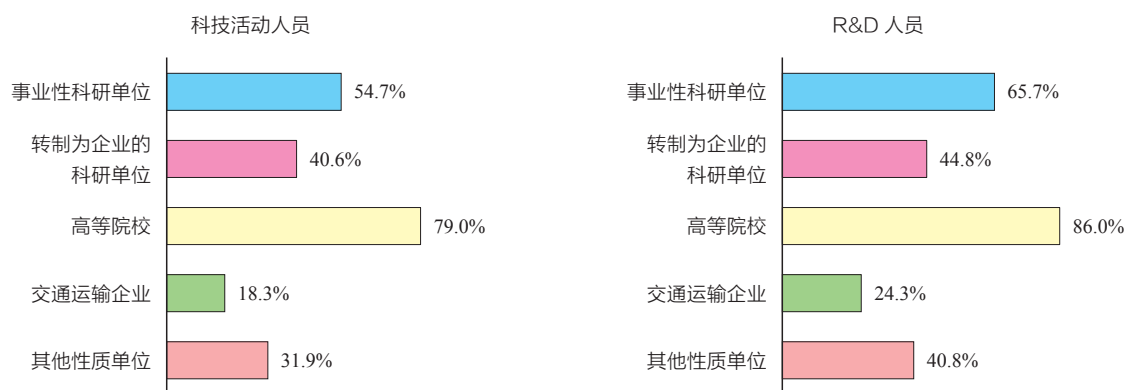 科技活动人员
事业性科研单位
54.7%
转制为企业的
科研单位
40.6%
高等院校
79.0%
交通运输企业
18.3%
其他性质单位
31.9%
R&D 人员
事业性科研单位
65.7%
转制为企业的
科研单位
44.8%
高等院校
86.0%
交通运输企业
24.3%
其他性质单位
40.8%